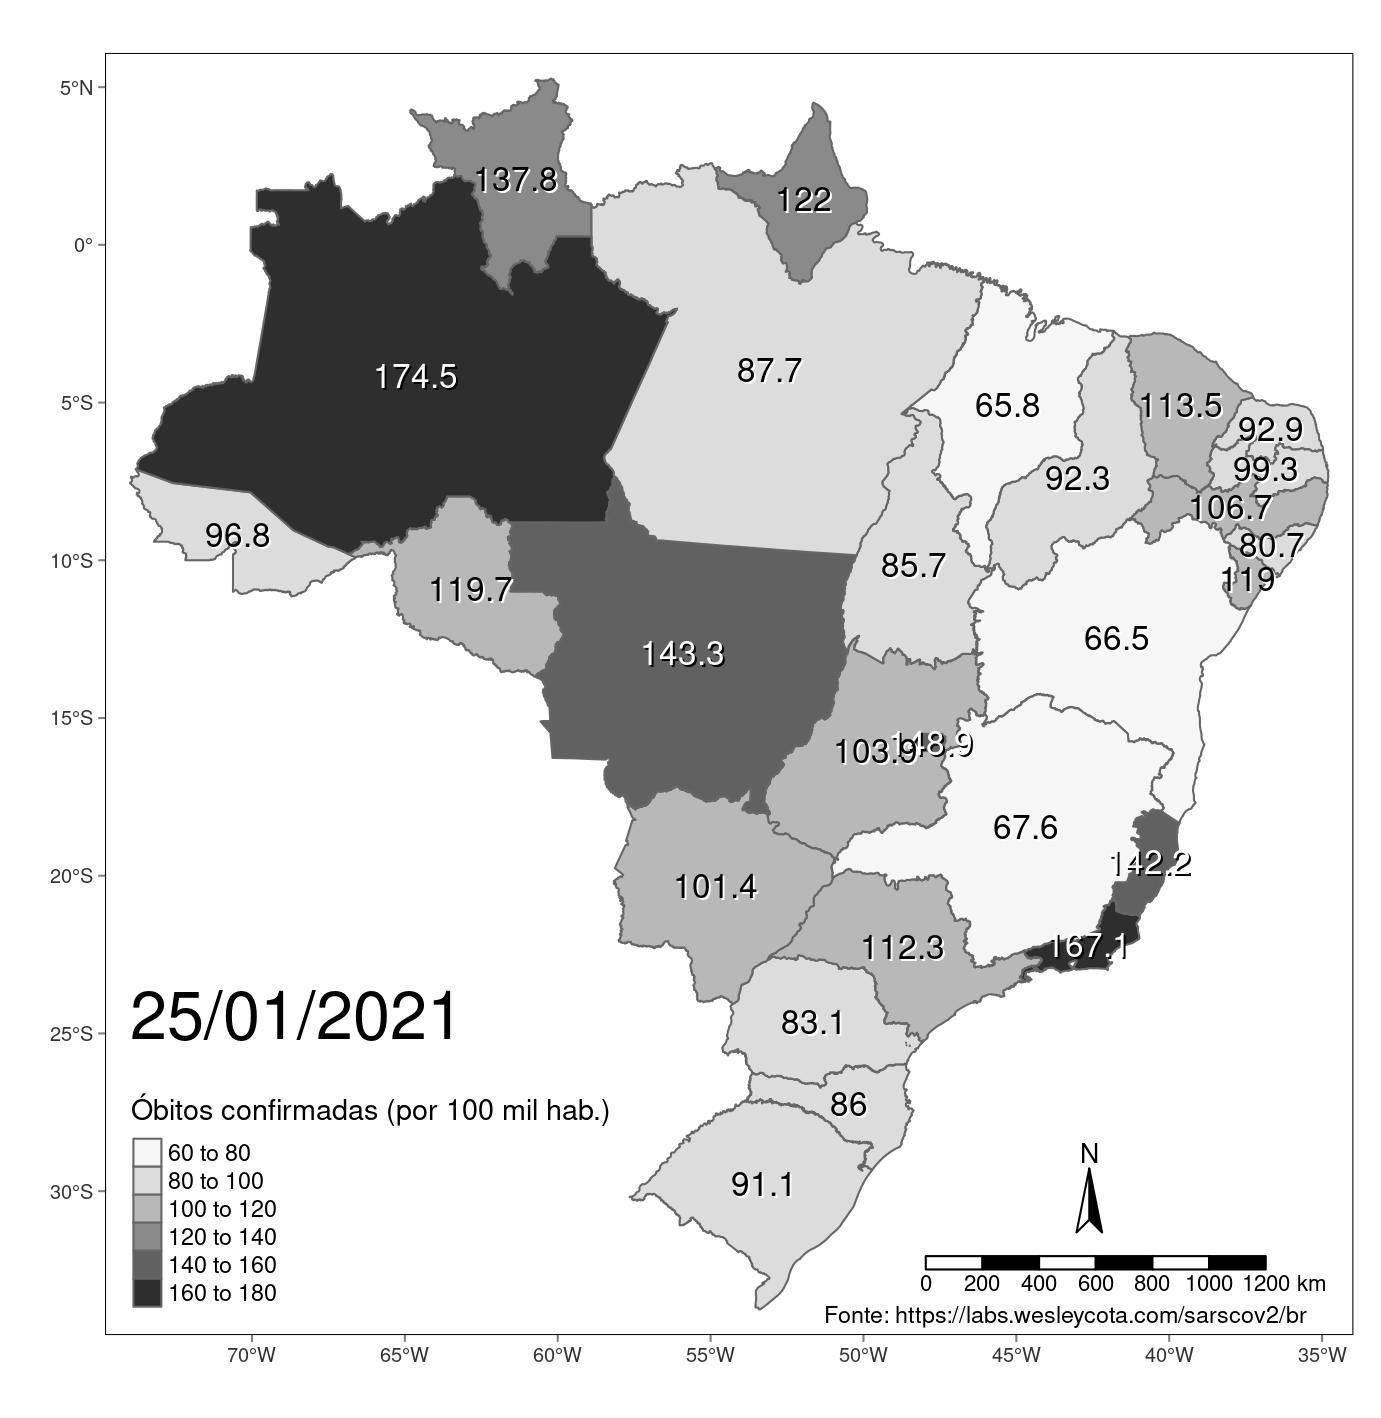 5°N
0°
5°S
10°S
15°S
20°S
25°S
30°S
137.8
122
174.5
87.7
65.8
113.5
92.9
99.3
92.3
106.7
96.8
80.7
119.7
85.7
119
143.3
66.5
103.9
148.9
67.6
142.2
101.4
112.3
167.1
83.1
86
91.1
25/01/2021
Óbitos confirmadas (por 100 mil hab.)
60 to 80
80 to 100
100 to 120
120 to 140
140 to 160
160 to 180
N
0 200 400 600 800 1000 1200 km
Fonte: https://labs.wesleycota.com/sarscov2/br
70°W 65°W 60°W 55°W 50°W 45°W 40°W 35°W